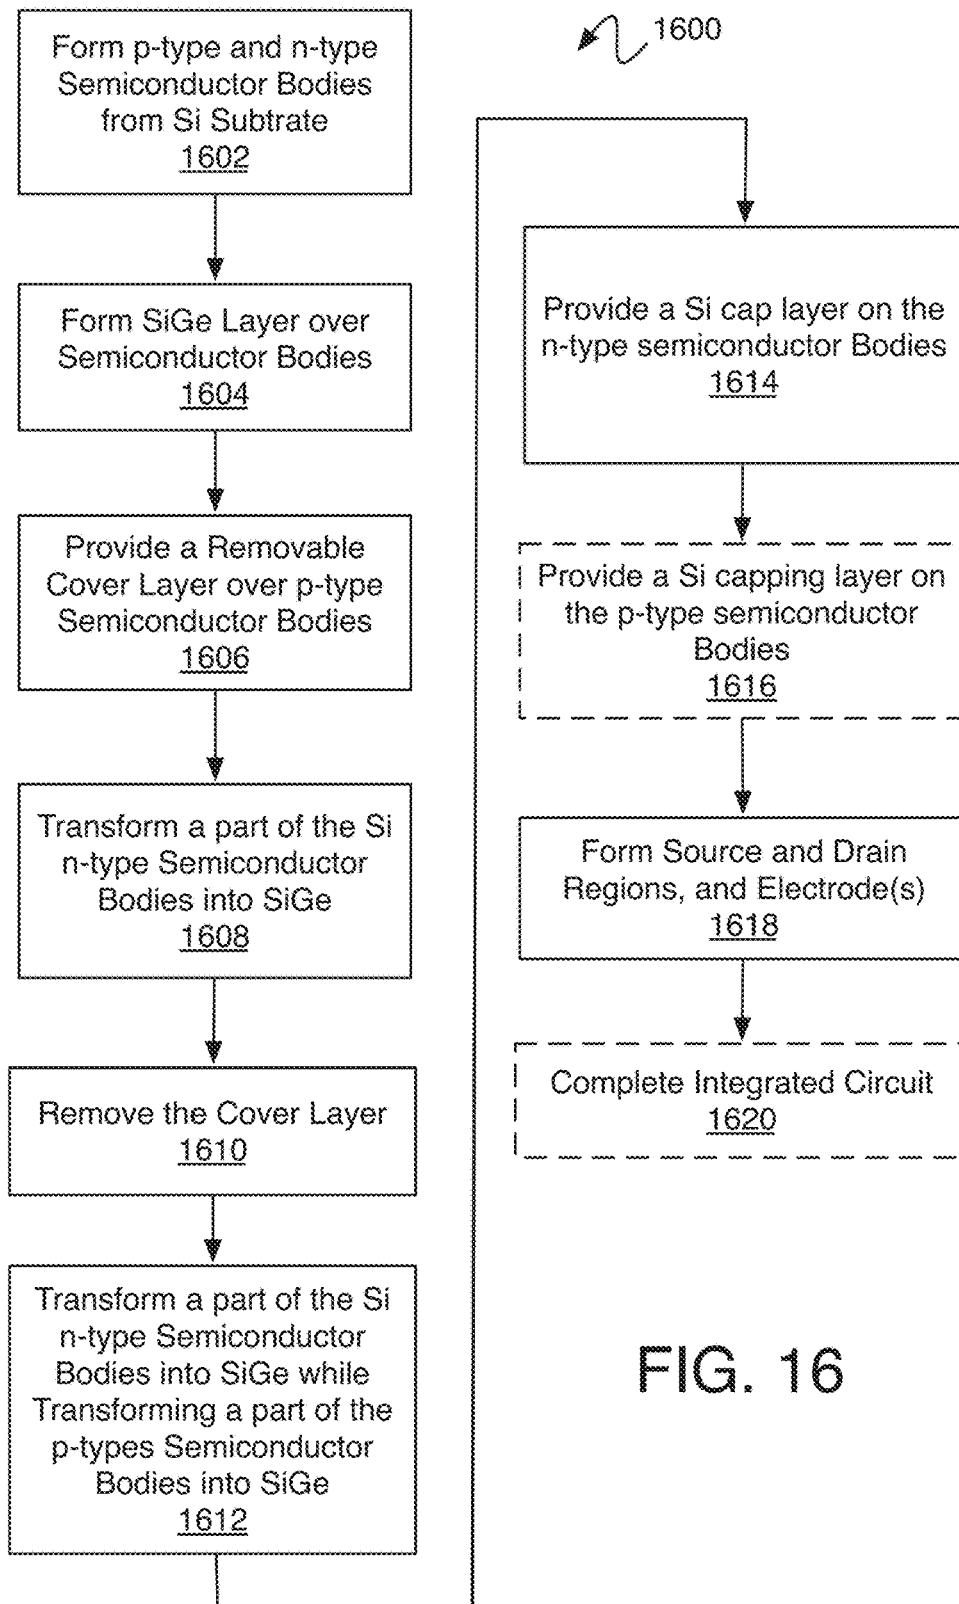 Form p-type and n-type
Semiconductor Bodies
from Si Subtrate
1602
Form SiGe Layer over
Semiconductor Bodies
1604
Provide a Removable
Cover Layer over p-type
Semiconductor Bodies
1606
Transform a part of the Si
n-type Semiconductor
Bodies into SiGe
1608
Remove the Cover Layer
1610
Transform a part of the Si
n-type Semiconductor
Bodies into SiGe while
Transforming a part of the
p-types Semiconductor
Bodies into SiGe
1612
1600
Provide a Si cap layer on the
n-type semiconductor Bodies
1614
Provide a Si capping layer on
the p-type semiconductor
Bodies
1616
Form Source and Drain
Regions, and Electrode(s)
1618
Complete Integrated Circuit
1620
FIG. 16